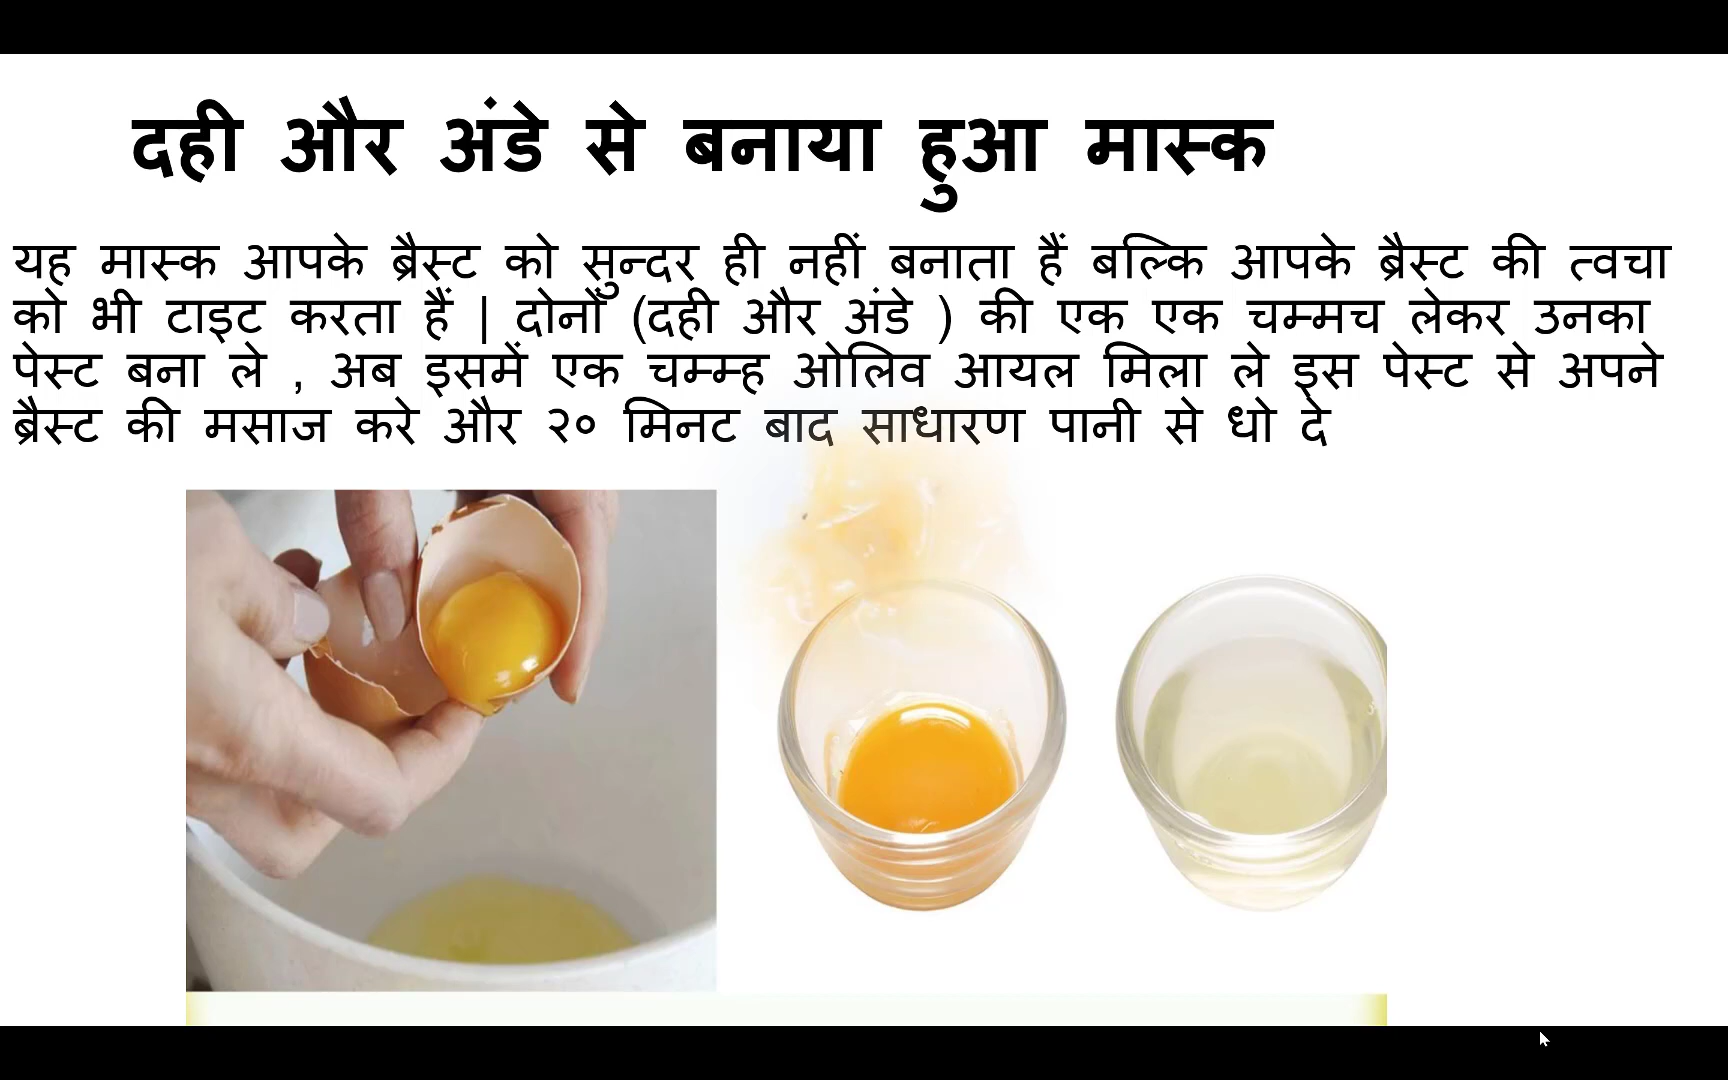 दही और अंडे से बनाया हुआ मास्क
यह मास्क आपके ब्रैस्ट को सुन्दर ही नहीं बनाता हैं बल्कि आपके ब्रैस्ट की त्वचा
को भी टाइट करता हैं | दोनों (दही और अंडे ) की एक एक चम्मच लेकर उनका
पेस्ट बना ले , अब इसमें एक चम्म्ह ओलिव आयल मिला ले इस पेस्ट से अपने
ब्रैस्ट की मसाज करे और २० मिनट बाद साधारण पानी से धो दे